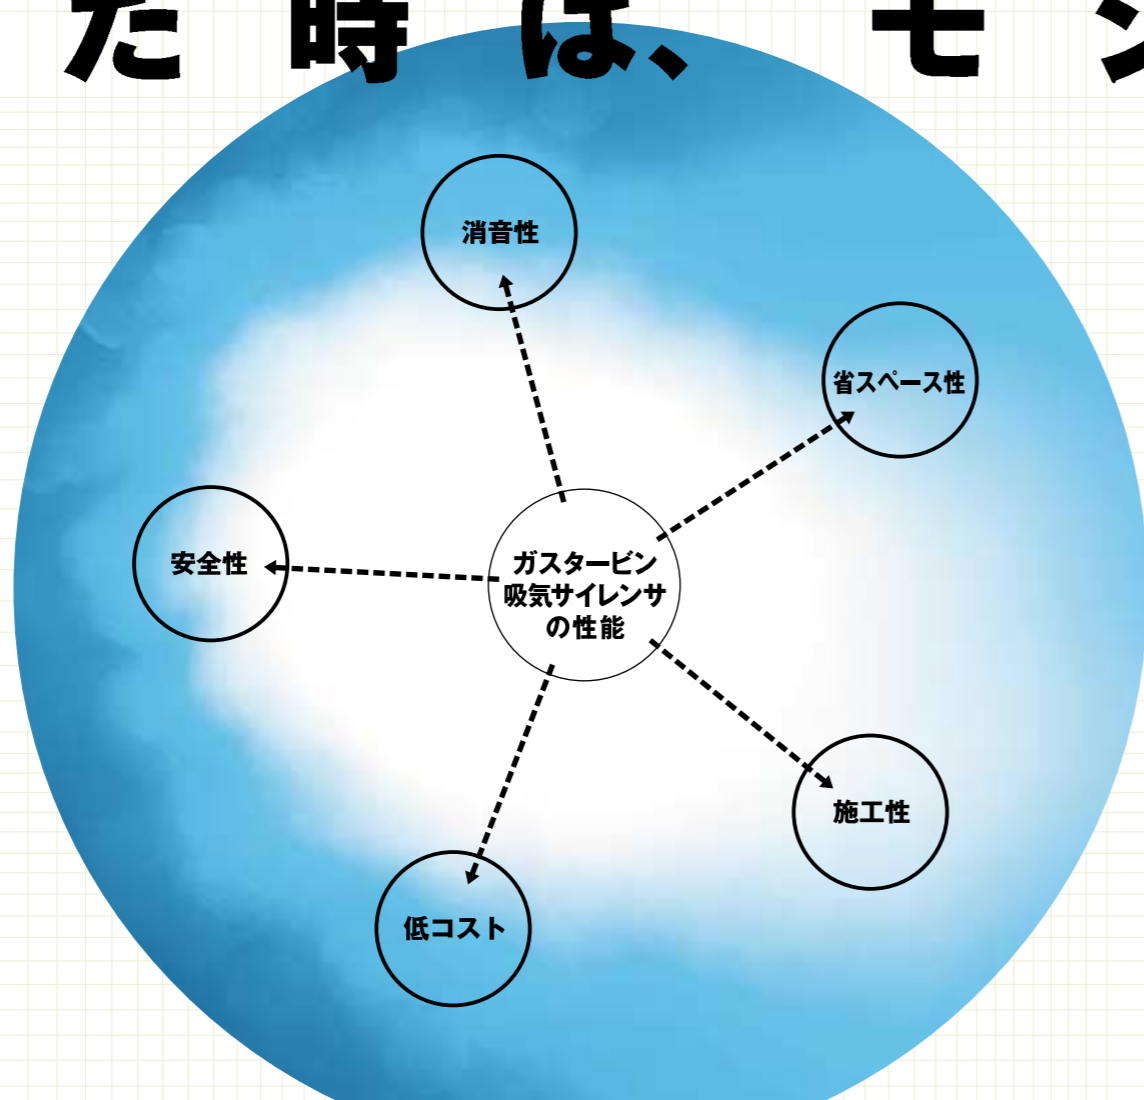 た時は、モ
消音性
省スペース性
安全性
ガスタービン
吸気サイレンサ
の性能
施工性
低コスト